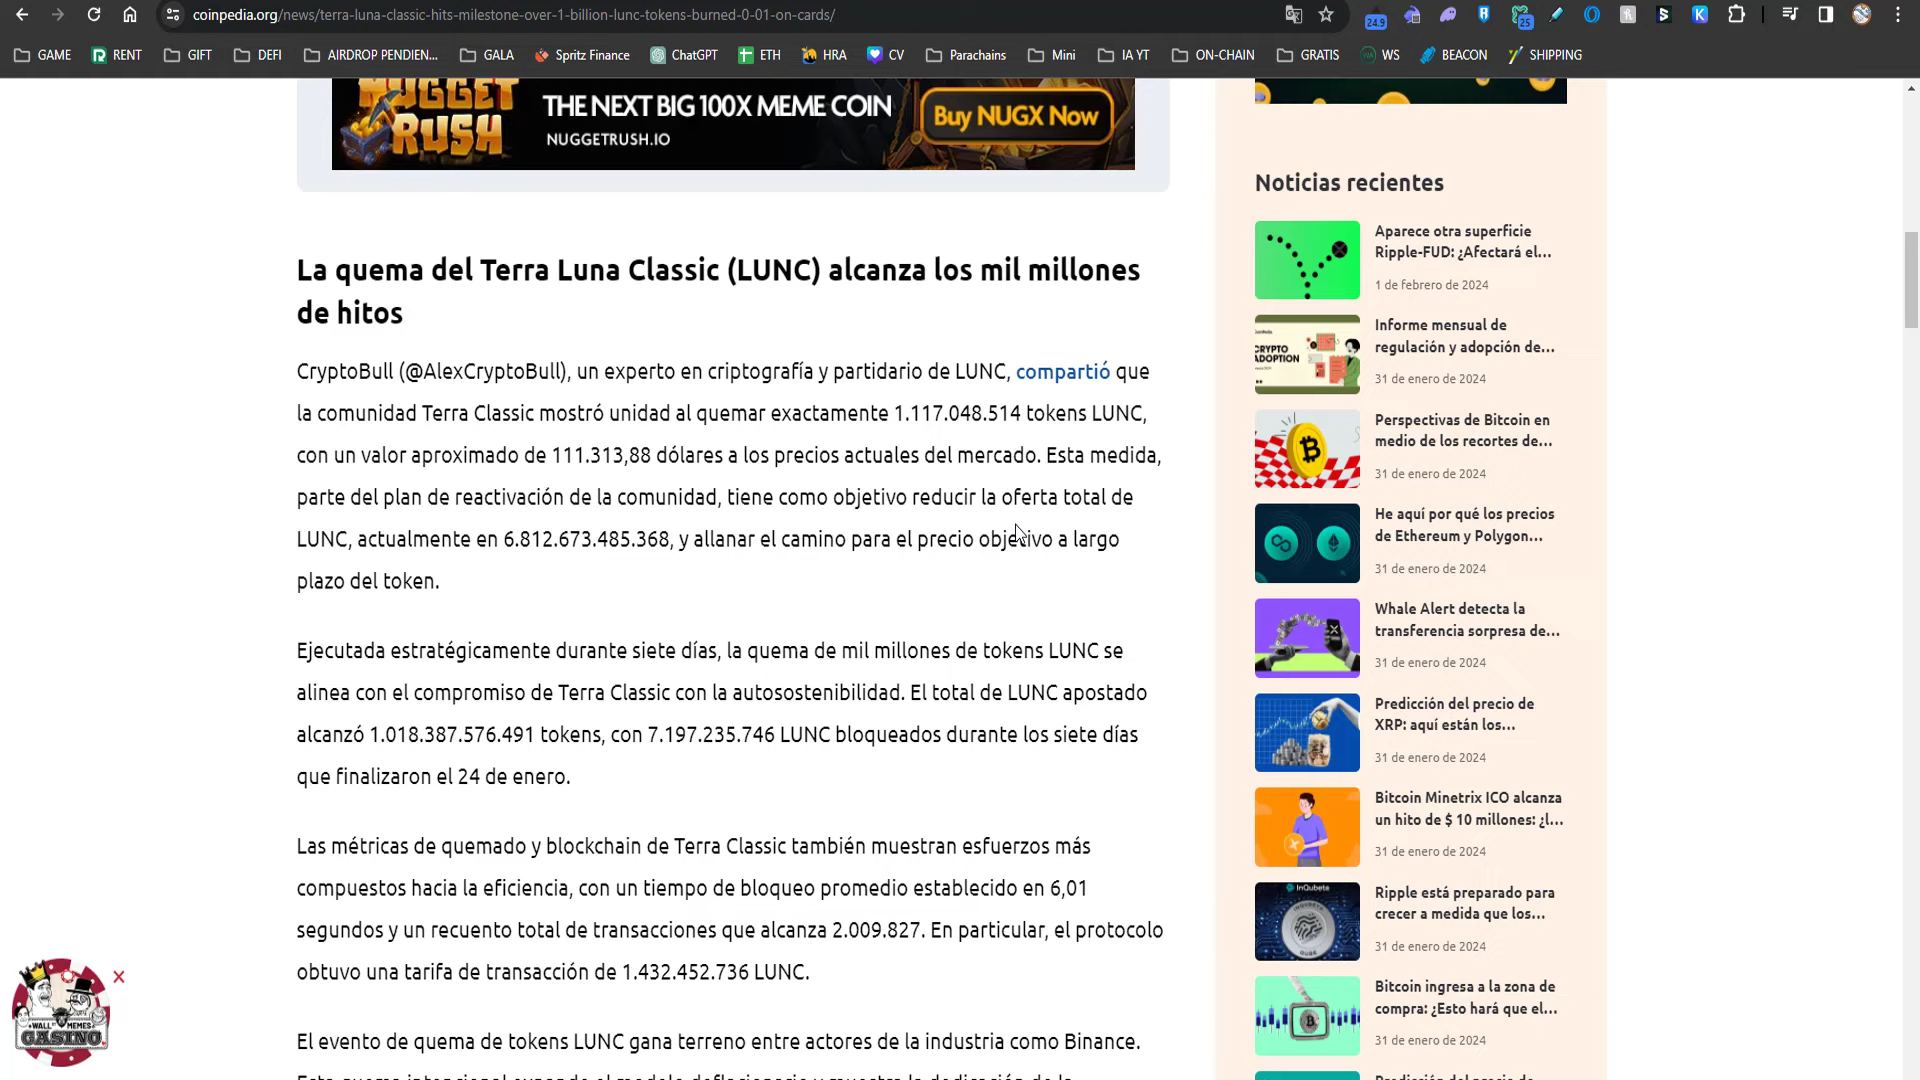 coinpedia.org/news/terra-luna-classic-hits-milestone-over-1-billion-lunc-tokens-burned-0-01-on-cards/
24.9
25
GAME
RENT
GIFT
DEFI
AIRDROP PENDIEN...
GALA
Spritz Finance
ChatGPT
ETH
HRA
CV
Parachains
Mini
IA YT
ON-CHAIN
GRATIS
WS
BEACON
SHIPPING
NUGGET
RUSH
THE NEXT BIG 100X MEME COIN
NUGGETRUSH.IO
Buy NUGX Now
La quema del Terra Luna Classic (LUNC) alcanza los mil millones
de hitos
CryptoBull (@AlexCryptoBull), un experto en criptografía y partidario de LUNC, compartió que
la comunidad Terra Classic mostró unidad al quemar exactamente 1.117.048.514 tokens LUNC,
con un valor aproximado de 111.313,88 dólares a los precios actuales del mercado. Esta medida,
parte del plan de reactivación de la comunidad, tiene como objetivo reducir la oferta total de
LUNC, actualmente en 6.812.673.485.368, y allanar el camino para el precio objetivo a largo
plazo del token.
Ejecutada estratégicamente durante siete días, la quema de mil millones de tokens LUNC se
alinea con el compromiso de Terra Classic con la autosostenibilidad. El total de LUNC apostado
alcanzó 1.018.387.576.491 tokens, con 7.197.235.746 LUNC bloqueados durante los siete días
que finalizaron el 24 de enero.
Las métricas de quemado y blockchain de Terra Classic también muestran esfuerzos más
compuestos hacia la eficiencia, con un tiempo de bloqueo promedio establecido en 6,01
segundos y un recuento total de transacciones que alcanza 2.009.827. En particular, el protocolo
obtuvo una tarifa de transacción de 1.432.452.736 LUNC.
El evento de quema de tokens LUNC gana terreno entre actores de la industria como Binance.
WALL ST MEMES
CASINO
Noticias recientes
Aparece otra superficie
Ripple-FUD: ¿Afectará el...
1 de febrero de 2024
CRYPTO
ADOPTION
Informe mensual de
regulación y adopción de...
31 de enero de 2024
Perspectivas de Bitcoin en
medio de los recortes de...
31 de enero de 2024
He aquí por qué los precios
de Ethereum y Polygon...
31 de enero de 2024
Whale Alert detecta la
transferencia sorpresa de...
31 de enero de 2024
Predicción del precio de
XRP: aquí están los...
31 de enero de 2024
Bitcoin Minetrix ICO alcanza
un hito de $ 10 millones: ¿l...
31 de enero de 2024
InQubeta
Ripple está preparado para
crecer a medida que los...
31 de enero de 2024
Bitcoin ingresa a la zona de
compra: ¿Esto hará que el...
31 de enero de 2024